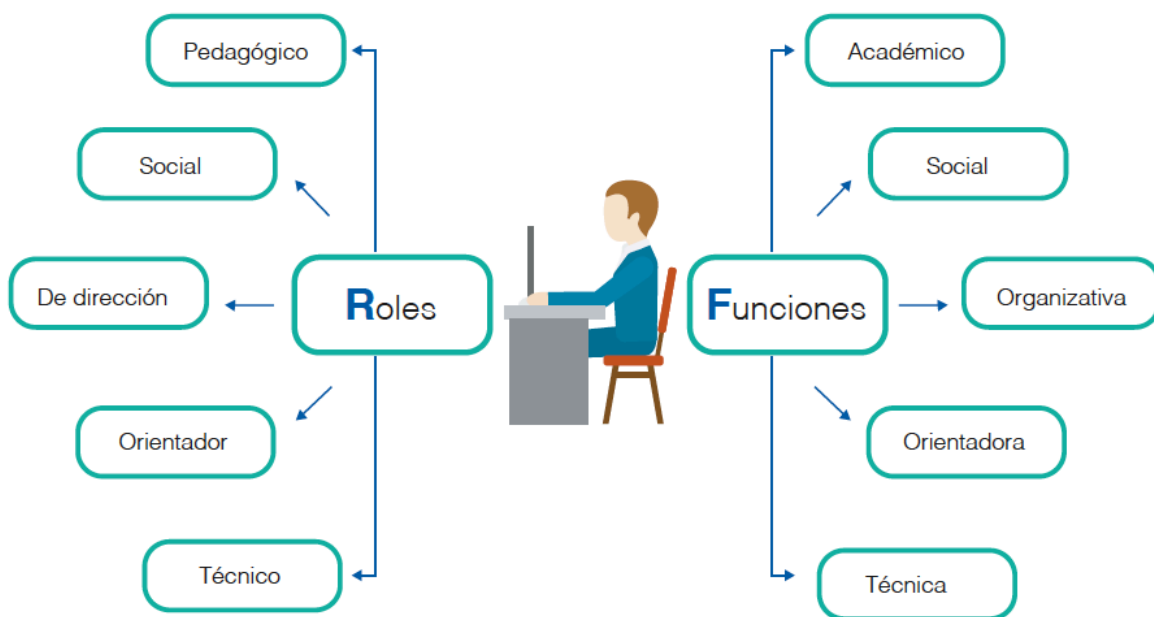 Pedagógico
Social
De dirección
Roles
Orientador
Técnico
Académico
Social
Funciones
Organizativa
Orientadora
Técnica